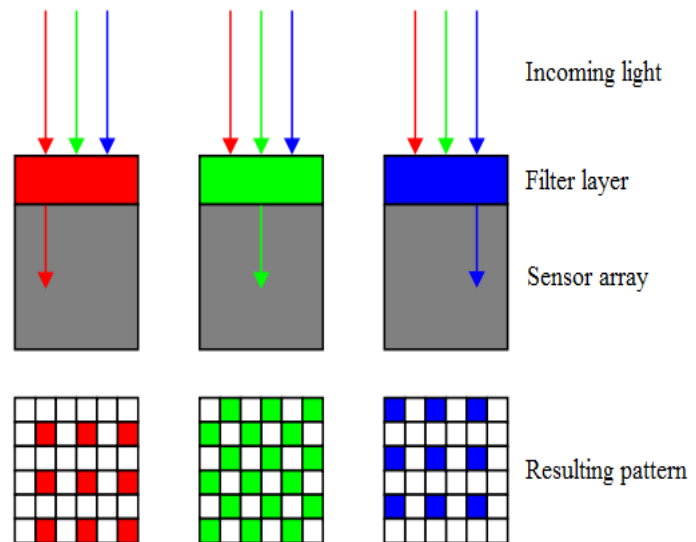 Incoming light
Filter layer
Sensor array
Resulting pattern